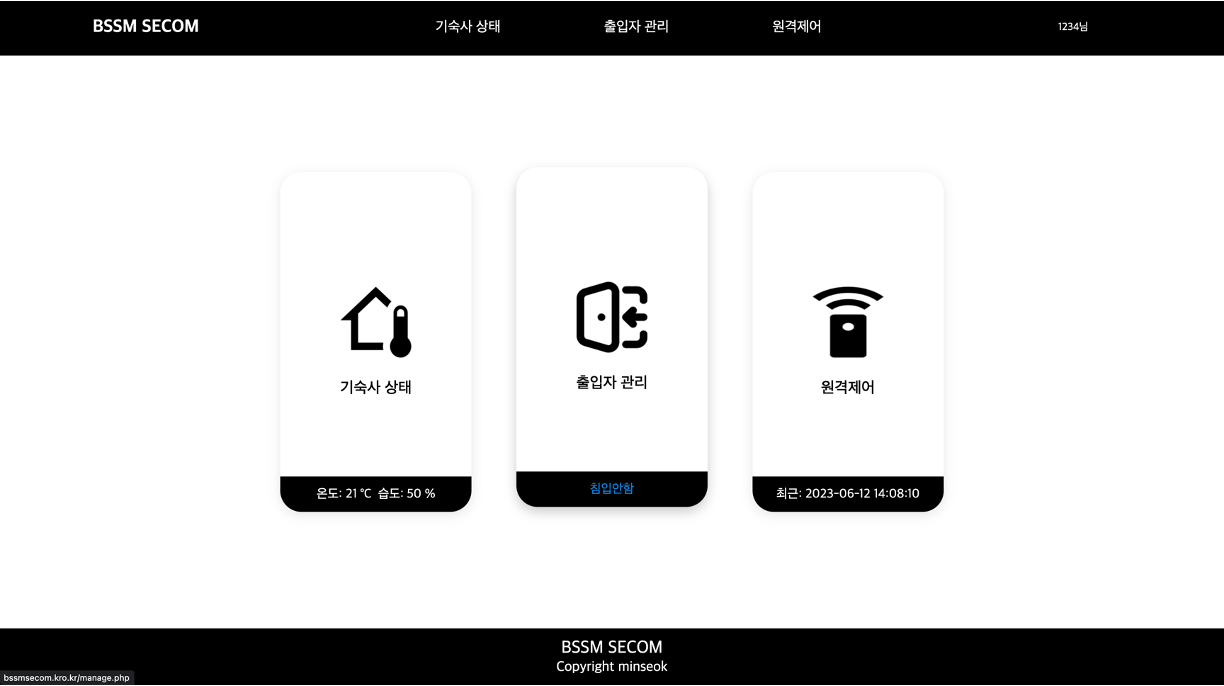 BSSM SECOM
기숙사 상태
출입자 관리
원격제어
1234님
기숙사 상태
온도: 21 ℃ 습도: 50 %
출입자 관리
침입안함
원격제어
최근: 2023-06-12 14:08:10
BSSM SECOM
Copyright minseok
bssmsecom.kro.kr/manage.php